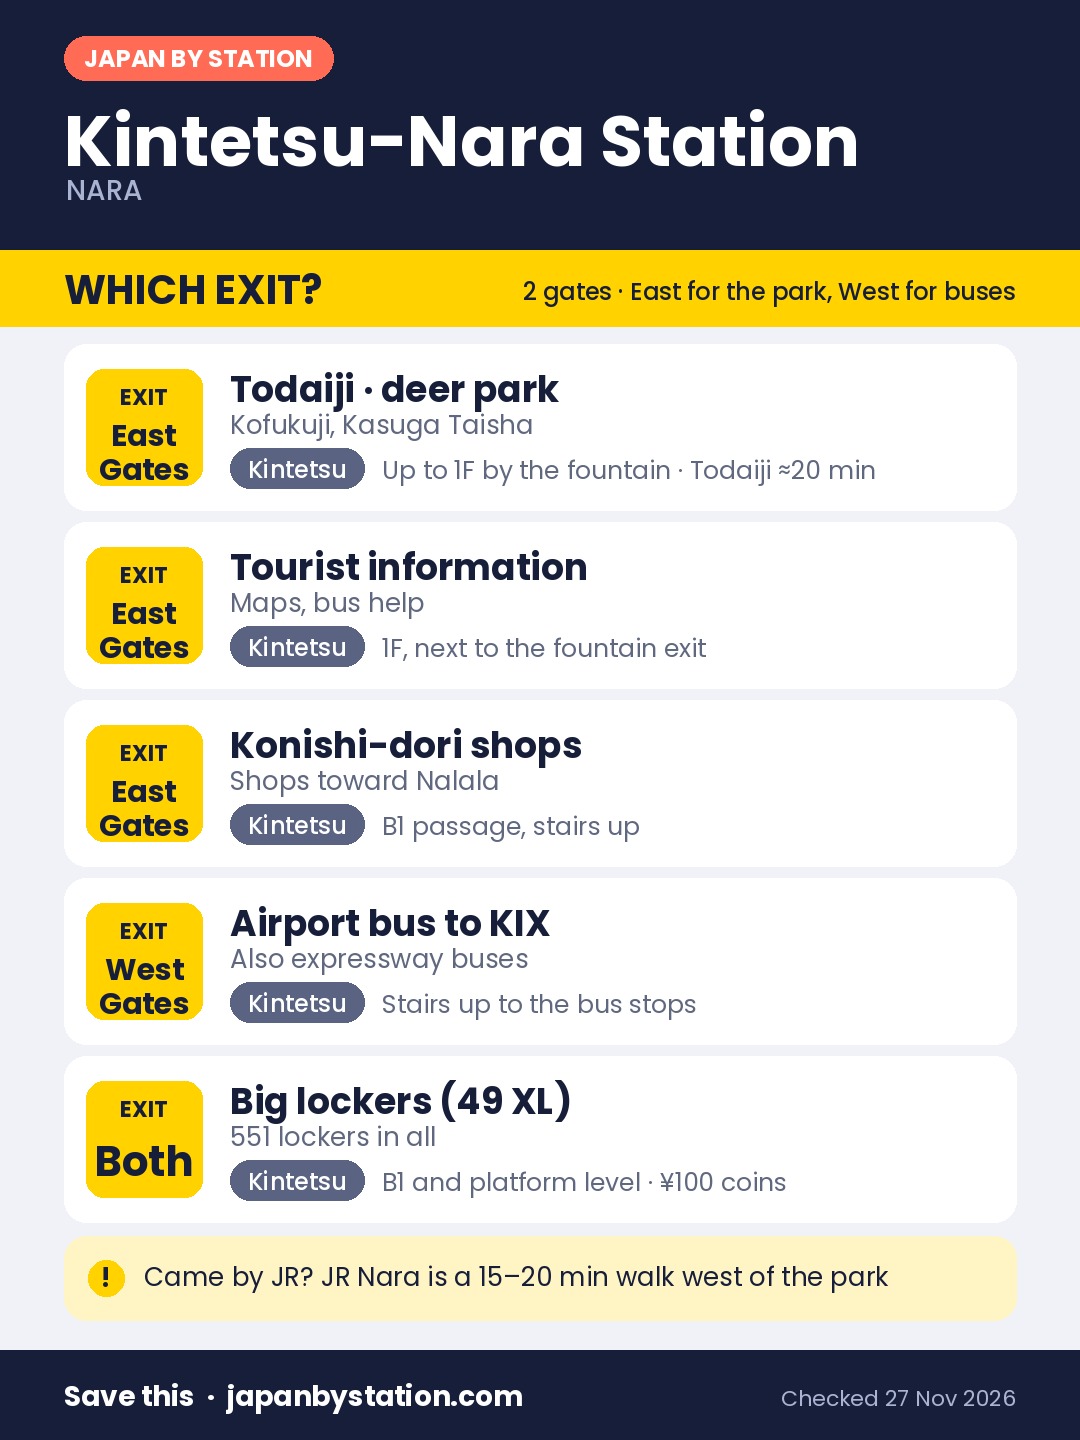 JAPAN BY STATION
Kintetsu-Nara Station
NARA
WHICH EXIT?
2 gates · East for the park, West for buses
EXIT
East
Gates
Todaiji · deer park
Kofukuji, Kasuga Taisha
Kintetsu
Up to 1F by the fountain · Todaiji ≈20 min
EXIT
East
Gates
Tourist information
Maps, bus help
Kintetsu
1F, next to the fountain exit
EXIT
East
Gates
Konishi-dori shops
Shops toward Nalala
Kintetsu
B1 passage, stairs up
EXIT
West
Gates
Airport bus to KIX
Also expressway buses
Kintetsu
Stairs up to the bus stops
EXIT
Both
Big lockers (49 XL)
551 lockers in all
Kintetsu
B1 and platform level · ¥100 coins
! Came by JR? JR Nara is a 15–20 min walk west of the park
Save this · japanbystation.com
Checked 27 Nov 2026